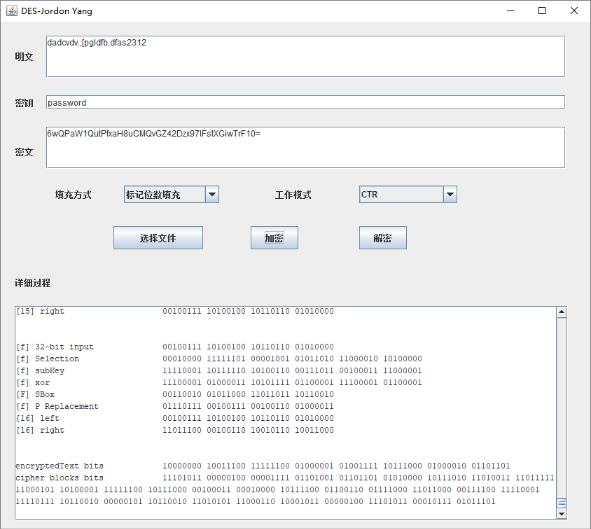 DES-Jordon Yang
明文
dadcvdv.;[pgldfb,dfas2312
密钥
password
密文
填充方式 标记位数填充 工作模式 CTR
选择文件 加密 解密
详细过程
[15] right 00100111 10100100 10110110 01010000
[f] 32-bit input 00100111 10100100 10110110 01010000
[f] Selection 00010000 11111101 00001001 01011010 11000010 10100000
[f] subKey 11110001 10111110 10100110 00111011 00100011 11000001
[f] xor 11100001 01000011 10101111 01100001 11100001 01100001
[F] SBox 00110010 01011000 11011011 10110010
[f] P Replacement 01110111 00100111 00100110 01000011
[16] left 00100111 10100100 10110110 01010000
[16] right 11011100 00100110 10010110 10011000
encryptedText bits 10000000 10011100 11111100 01000001 01001111 10111000 01000010 01101101
cipher blocks bits 11101011 00000100 00001111 01101001 01101101 01010000 10111010 11010011 11011111
11000101 10100001 11111100 10111000 00100011 00010000 10111100 01100110 01111000 11011000 00111100 11110001
11110111 10110010 00000101 10110010 11010101 11000110 10001011 00000100 11101011 00010111 01011101